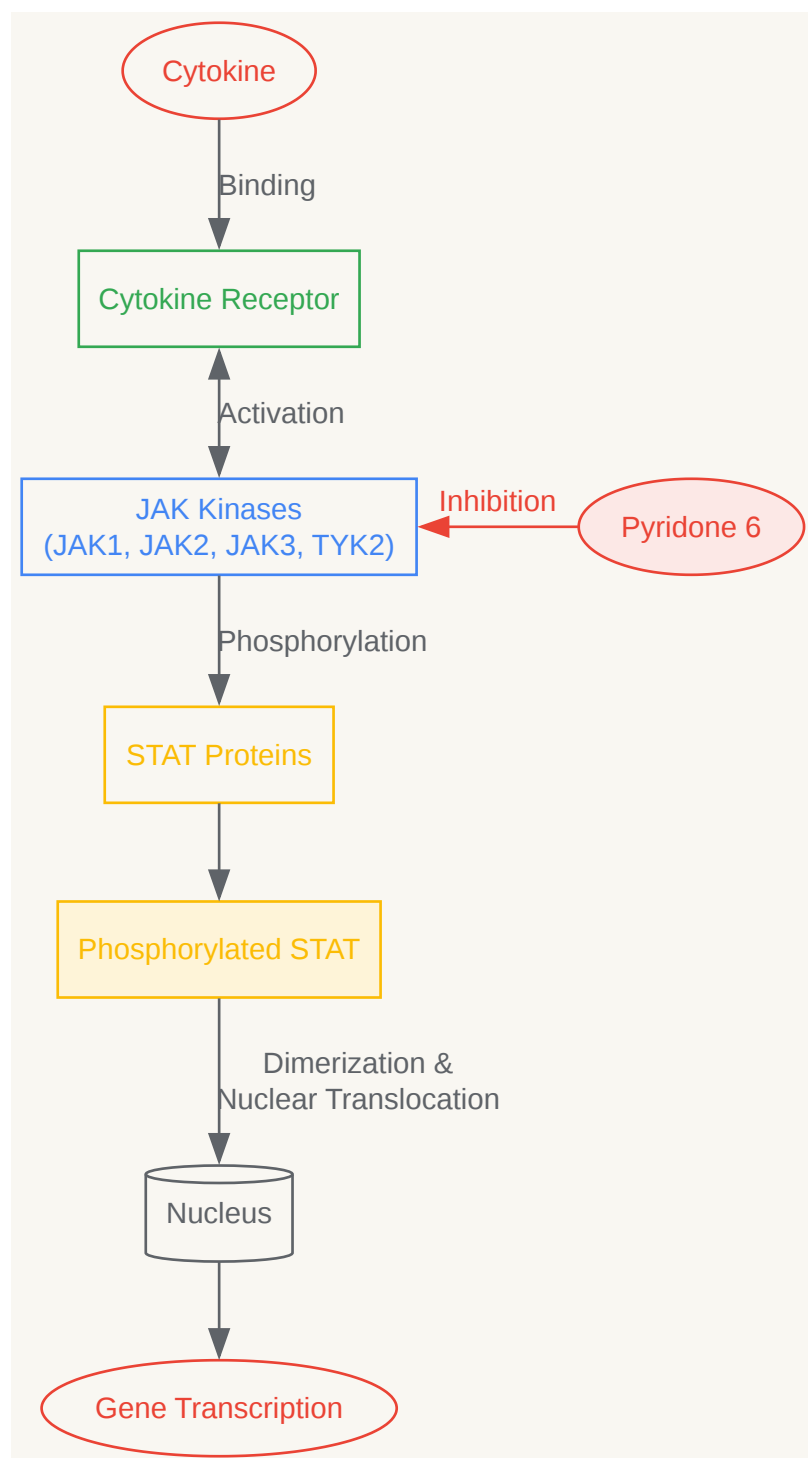 Cytokine
Binding
Cytokine Receptor
Activation
JAK Kinases
(JAK1, JAK2, JAK3, TYK2)
Inhibition
Pyridone 6
Phosphorylation
STAT Proteins
Phosphorylated STAT
Dimerization &
Nuclear Translocation
Nucleus
Gene Transcription